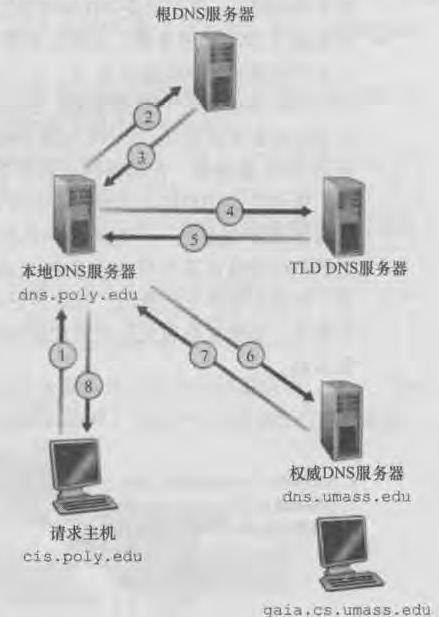 根DNS服务器
2
3
4
5
本地DNS服务器
dns.poly.edu
TLD DNS服务器
1
8
7
6
请求主机
cis.poly.edu
权威DNS服务器
dns.umass.edu
gaia.cs.umass.edu